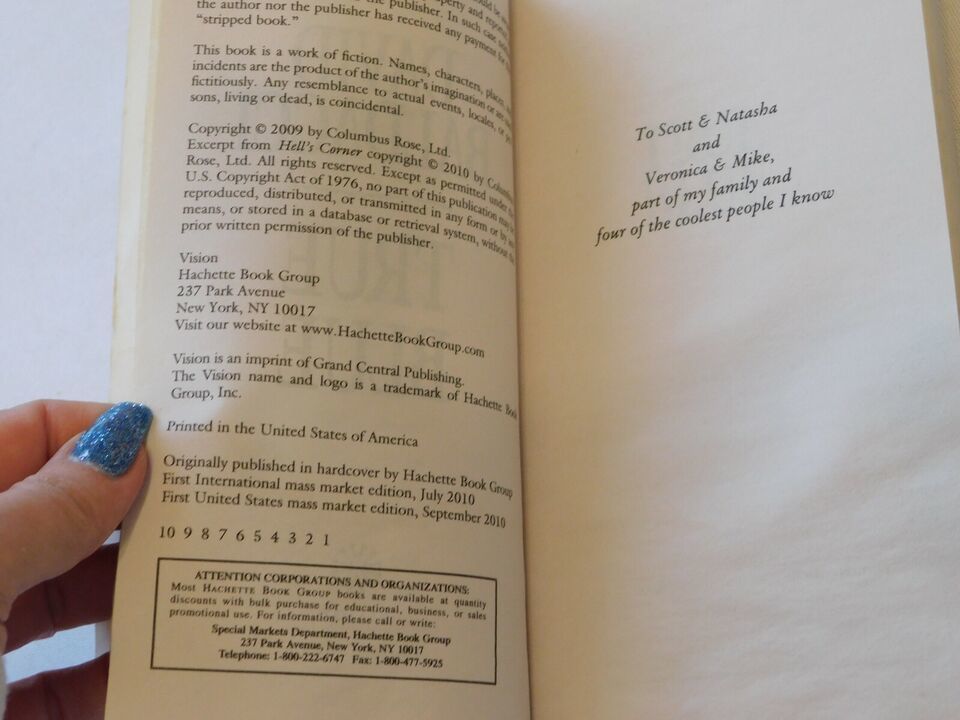 the publisher. In such case
the author nor the publisher has received any payment for
"stripped book."
This book is a work of fiction. Names, characters, places,
incidents are the product of the author's imagination or are used
fictitiously. Any resemblance to actual events, locales, or per-
sons, living or dead, is coincidental.
Copyright © 2009 by Columbus Rose, Ltd.
Excerpt from Hell's Corner copyright © 2010 by Columbus
Rose, Ltd. All rights reserved. Except as permitted under the
U.S. Copyright Act of 1976, no part of this publication may be
reproduced, distributed, or transmitted in any form or by any
means, or stored in a database or retrieval system, without the
prior written permission of the publisher.
Vision
Hachette Book Group
237 Park Avenue
New York, NY 10017
Visit our website at www.HachetteBookGroup.com
Vision is an imprint of Grand Central Publishing.
The Vision name and logo is a trademark of Hachette Book
Group, Inc.
Printed in the United States of America
Originally published in hardcover by Hachette Book Group
First International mass market edition, July 2010
First United States mass market edition, September 2010
10 9 8 7 6 5 4 3 2 1
ATTENTION CORPORATIONS AND ORGANIZATIONS:
Most HACHETTE BOOK GROUP books are available at quantity
discounts with bulk purchase for educational, business, or sales
promotional use. For information, please call or write:
Special Markets Department, Hachette Book Group
237 Park Avenue, New York, NY 10017
Telephone: 1-800-222-6747 Fax: 1-800-477-5925
To Scott & Natasha
and
Veronica & Mike,
part of my family and
four of the coolest people I know